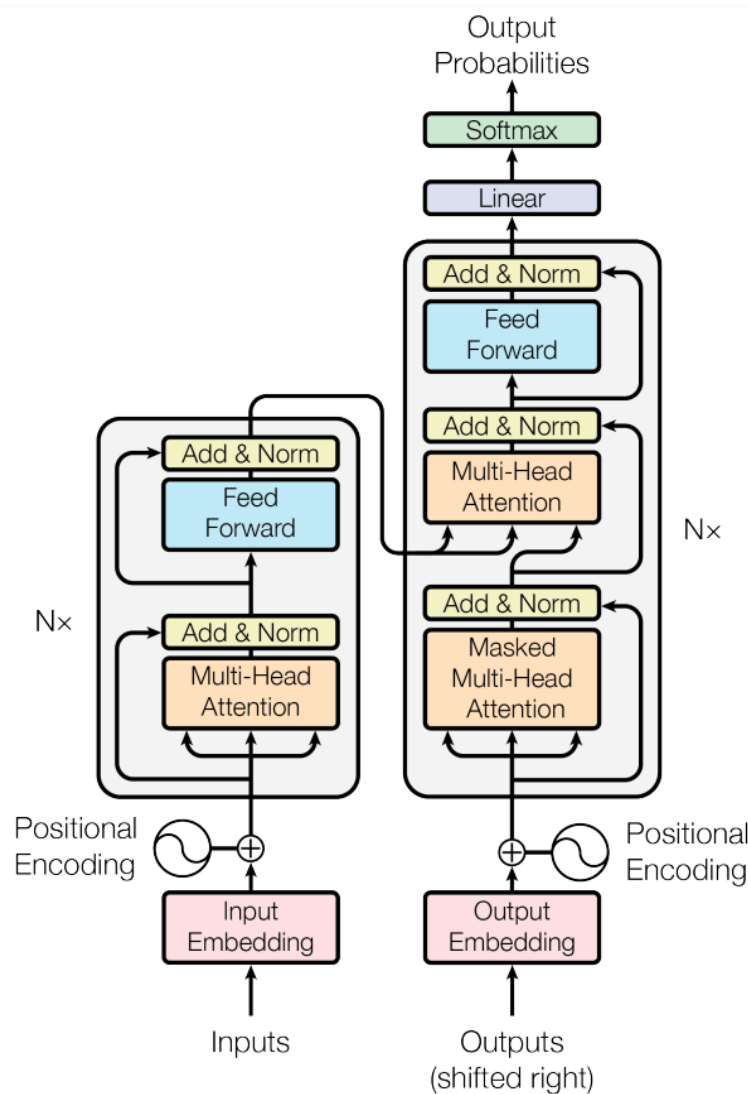 Output
Probabilities
Softmax
Linear
Add & Norm
Feed
Forward
Add & Norm
Multi-Head
Attention
Add & Norm
Masked
Multi-Head
Attention
Nx
Add & Norm
Feed
Forward
Add & Norm
Multi-Head
Attention
Nx
Positional
Encoding
Positional
Encoding
Input
Embedding
Output
Embedding
Inputs
Outputs
(shifted right)